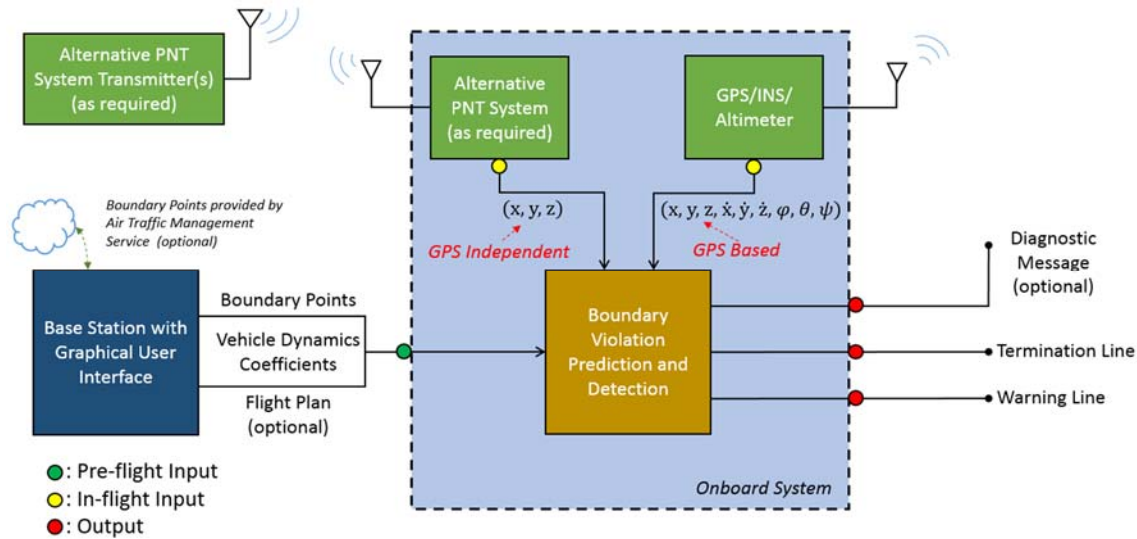 Alternative PNT
System Transmitter(s)
(as required)
Alternative
PNT System
(as required)
GPS/INS/
Altimeter
Boundary Points provided by
Air Traffic Management
Service (optional)
(x, y, z)
(x, y, z, ẋ, ẏ, ż, φ, θ, ψ)
GPS Independent
GPS Based
Base Station with
Graphical User
Interface
Boundary Points
Vehicle Dynamics
Coefficients
Flight Plan
(optional)
Boundary
Violation
Prediction and
Detection
Diagnostic
Message
(optional)
Termination Line
Warning Line
: Pre-flight Input
: In-flight Input
: Output
Onboard System